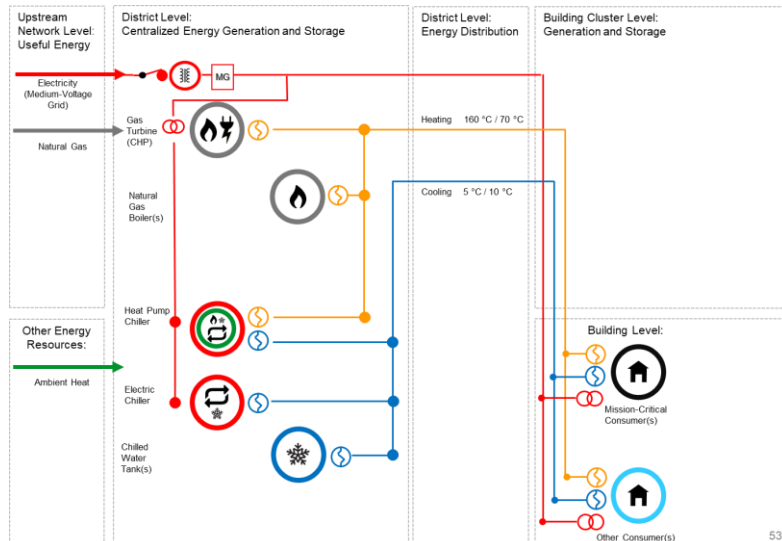 Upstream
Network Level:
Useful Energy
District Level:
Centralized Energy Generation and Storage
District Level:
Energy Distribution
Building Cluster Level:
Generation and Storage
Electricity
(Medium-Voltage
Grid)
MG
Natural Gas
Gas
Turbine
(CHP)
Heating 160 °C / 70 °C
Natural
Gas
Boiler(s)
Cooling 5 °C / 10 °C
Heat Pump
Chiller
Other Energy
Resources:
Ambient Heat
Building Level:
Electric
Chiller
Mission-Critical
Consumer(s)
Chilled
Water
Tank(s)
Other Consumer(s)
53